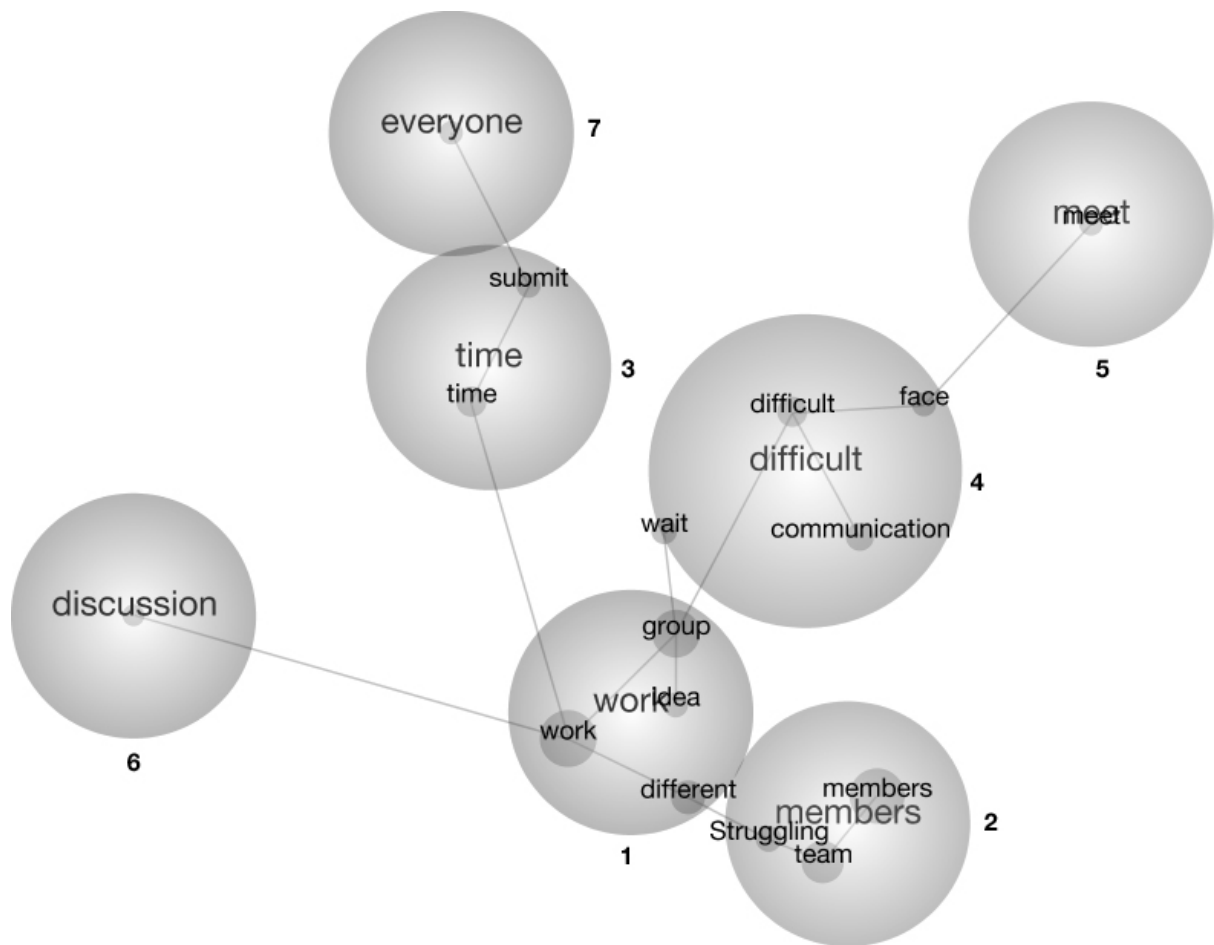 everyone
7
submit
time
time
3
meet
meet
5
difficult
face
difficult
4
wait
communication
discussion
6
group
work
idea
work
different
1
members
members
2
Struggling
team